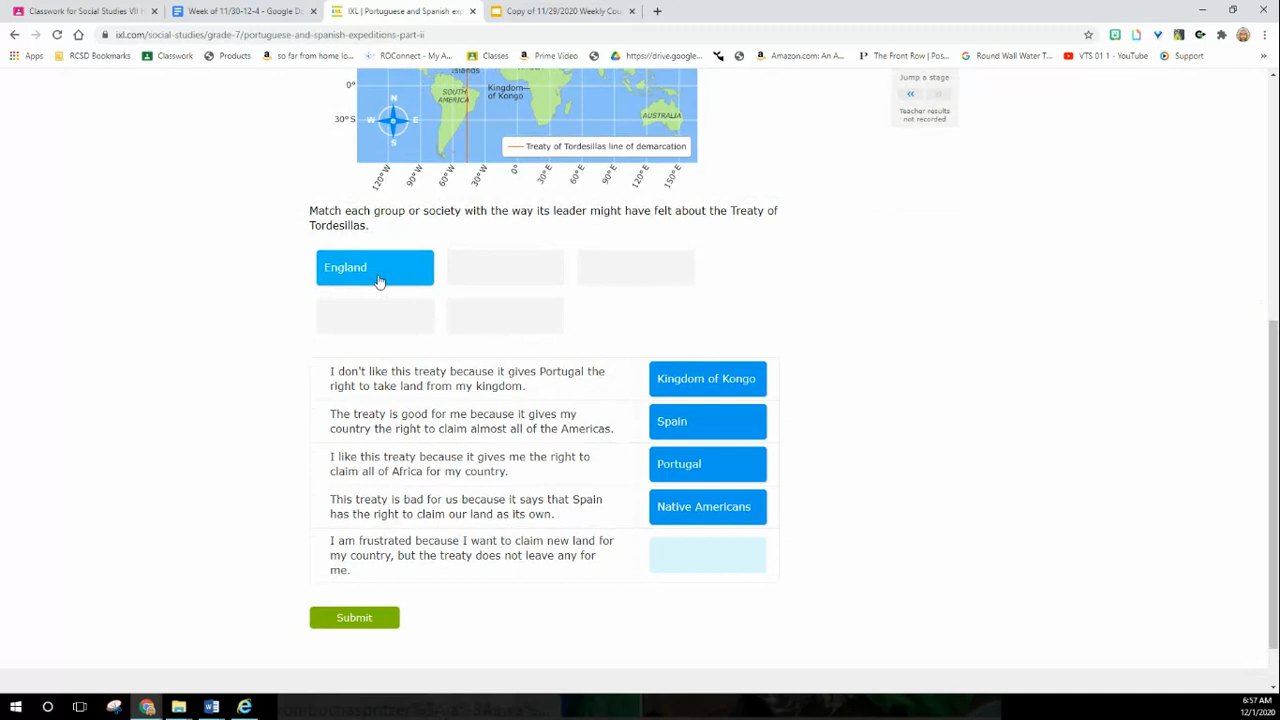 Classwork for Social Studies VII H
Week of 11/30-12-4 - Google Do
IXL | Portuguese and Spanish exp
Copy of 11/29/2020 Weekly Cou
ixl.com/social-studies/grade-7/portuguese-and-spanish-expeditions-part-ii
Apps
RCSD Bookmarks
Classwork
Products
so far from home lo...
ROConnect - My A...
Classes
Prime Video
https://drive.google...
Amazon.com: An A...
The Front Row | Pos...
Round Wall Water T...
VTS 01 1 - YouTube
Support
Islands
0°
SOUTH
AMERICA
Kingdom
of Kongo
N
W
E
S
30°S
AUSTRALIA
Treaty of Tordesillas line of demarcation
120°W
90°W
60°W
30°W
0°
30°E
60°E
90°E
120°E
150°E
Jump a stage
Teacher results
not recorded
Match each group or society with the way its leader might have felt about the Treaty of
Tordesillas.
England
I don't like this treaty because it gives Portugal the
right to take land from my kingdom.
Kingdom of Kongo
The treaty is good for me because it gives my
country the right to claim almost all of the Americas.
Spain
I like this treaty because it gives me the right to
claim all of Africa for my country.
Portugal
This treaty is bad for us because it says that Spain
has the right to claim our land as its own.
Native Americans
I am frustrated because I want to claim new land for
my country, but the treaty does not leave any for
me.
Submit
6:57 AM
12/1/2020